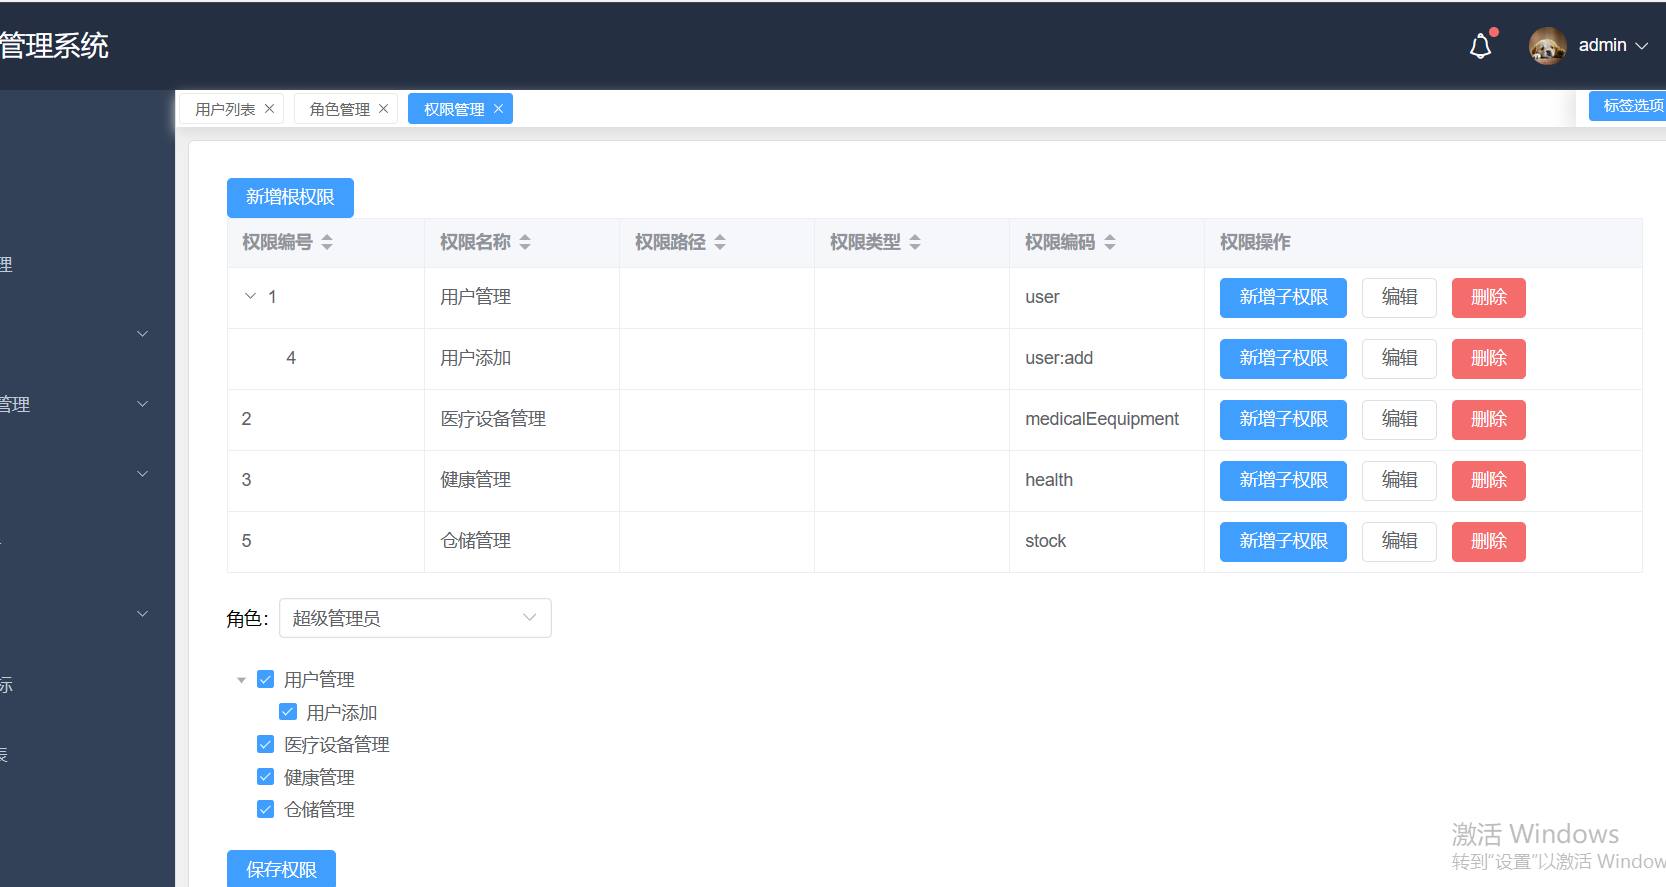 管理系统
admin
用户列表 角色管理 权限管理 标签选项
新增根权限
权限编号 权限名称 权限路径 权限类型 权限编码 权限操作
理
1 用户管理 user 新增子权限 编辑 删除
4 用户添加 user:add 新增子权限 编辑 删除
管理
2 医疗设备管理 medicalEequipment 新增子权限 编辑 删除
3 健康管理 health 新增子权限 编辑 删除
5 仓储管理 stock 新增子权限 编辑 删除
角色: 超级管理员
用户管理
标
用户添加
医疗设备管理
表
健康管理
仓储管理
激活 Windows
转到"设置"以激活 Window
保存权限